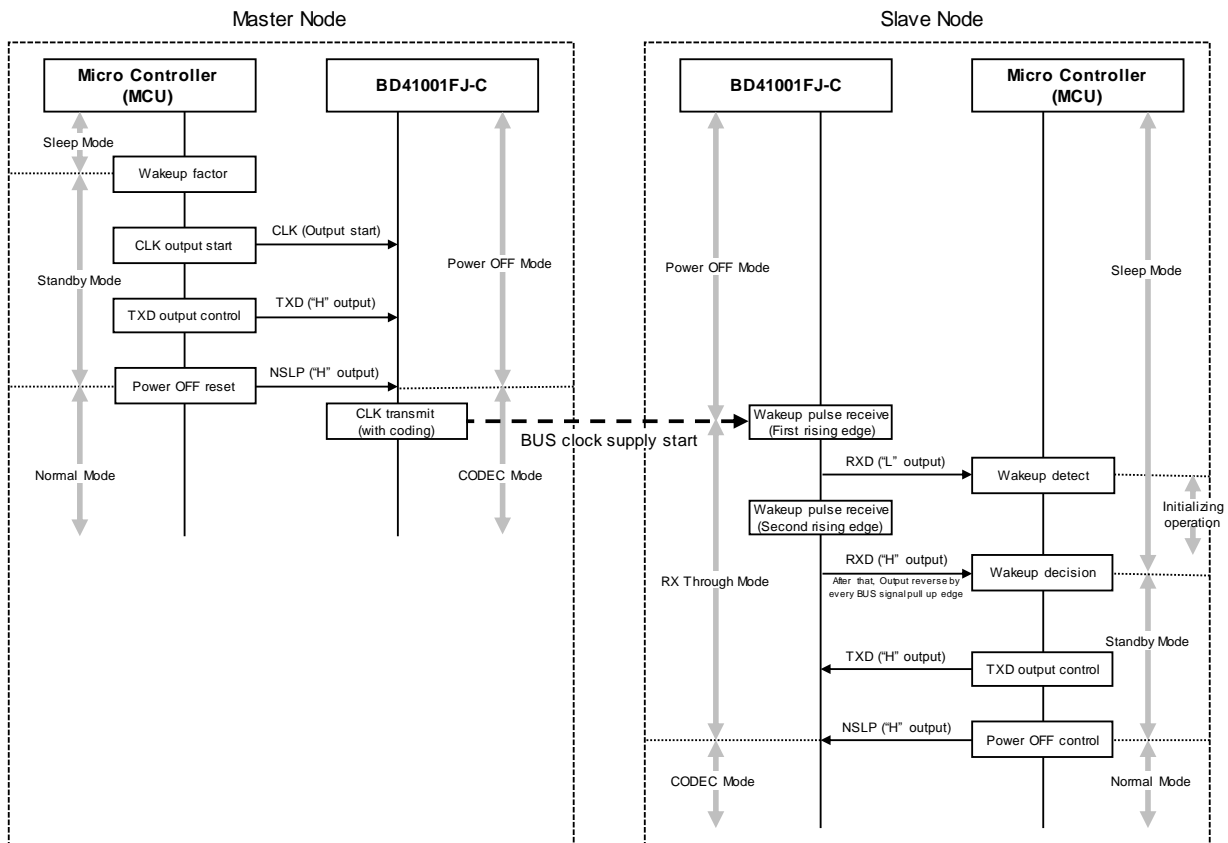 Master Node
Slave Node
Micro Controller
(MCU)
BD41001FJ-C
BD41001FJ-C
Micro Controller
(MCU)
Sleep Mode
Wakeup factor
CLK output start
CLK (Output start)
Power OFF Mode
Standby Mode
TXD output control
TXD ("H" output)
Power OFF reset
NSLP ("H" output)
CLK transmit
(with coding)
BUS clock supply start
Normal Mode
CODEC Mode
Power OFF Mode
Sleep Mode
Wakeup pulse receive
(First rising edge)
RXD ("L" output)
Wakeup detect
Initializing
operation
Wakeup pulse receive
(Second rising edge)
RXD ("H" output)
After that, Output reverse by
every BUS signal pull up edge
Wakeup decision
RX Through Mode
Standby Mode
TXD ("H" output)
TXD output control
NSLP ("H" output)
Power OFF control
CODEC Mode
Normal Mode